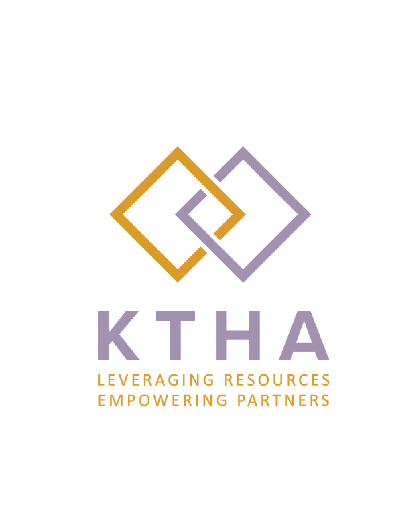 KTHA
LEVERAGING RESOURCES
EMPOWERING PARTNERS